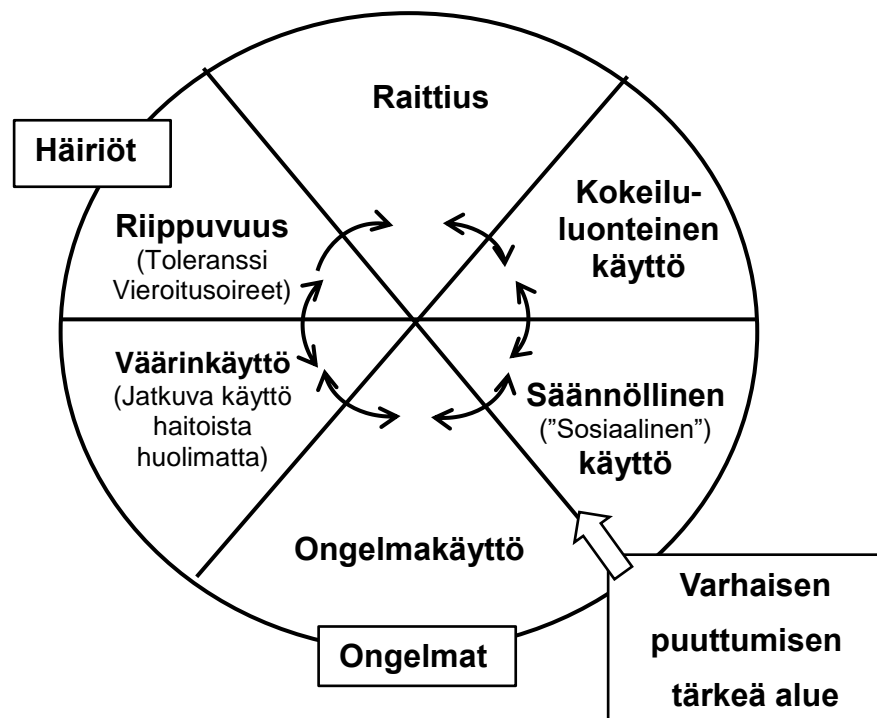 Raittius
Häiriöt
Kokeilu-
luonteinen
käyttö
Riippuvuus
(Toleranssi
Vieroitusoireet)
Väärinkäyttö
(Jatkuva käyttö
haitoista
huolimatta)
Säännöllinen
(”Sosiaalinen”)
käyttö
Ongelmakäyttö
Ongelmat
Varhaisen
puuttumisen
tärkeä alue